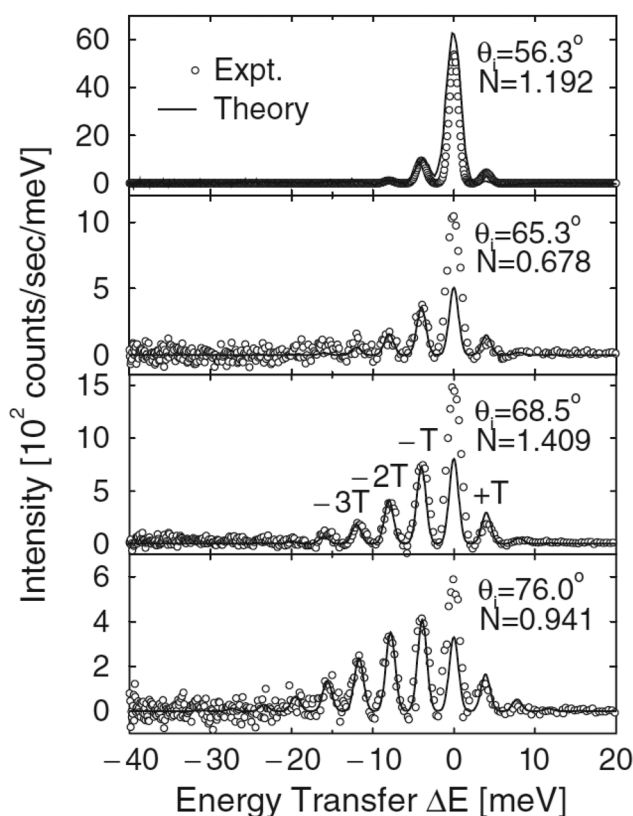 Intensity [10² counts/sec/meV]
60
40
20
0
Expt.
Theory
θᵢ=56.3°
N=1.192
10
5
0
θᵢ=65.3°
N=0.678
15
10
5
0
−3T
−2T
−T
+T
θᵢ=68.5°
N=1.409
6
4
2
0
θᵢ=76.0°
N=0.941
−40 −30 −20 −10 0 10 20
Energy Transfer ΔE [meV]